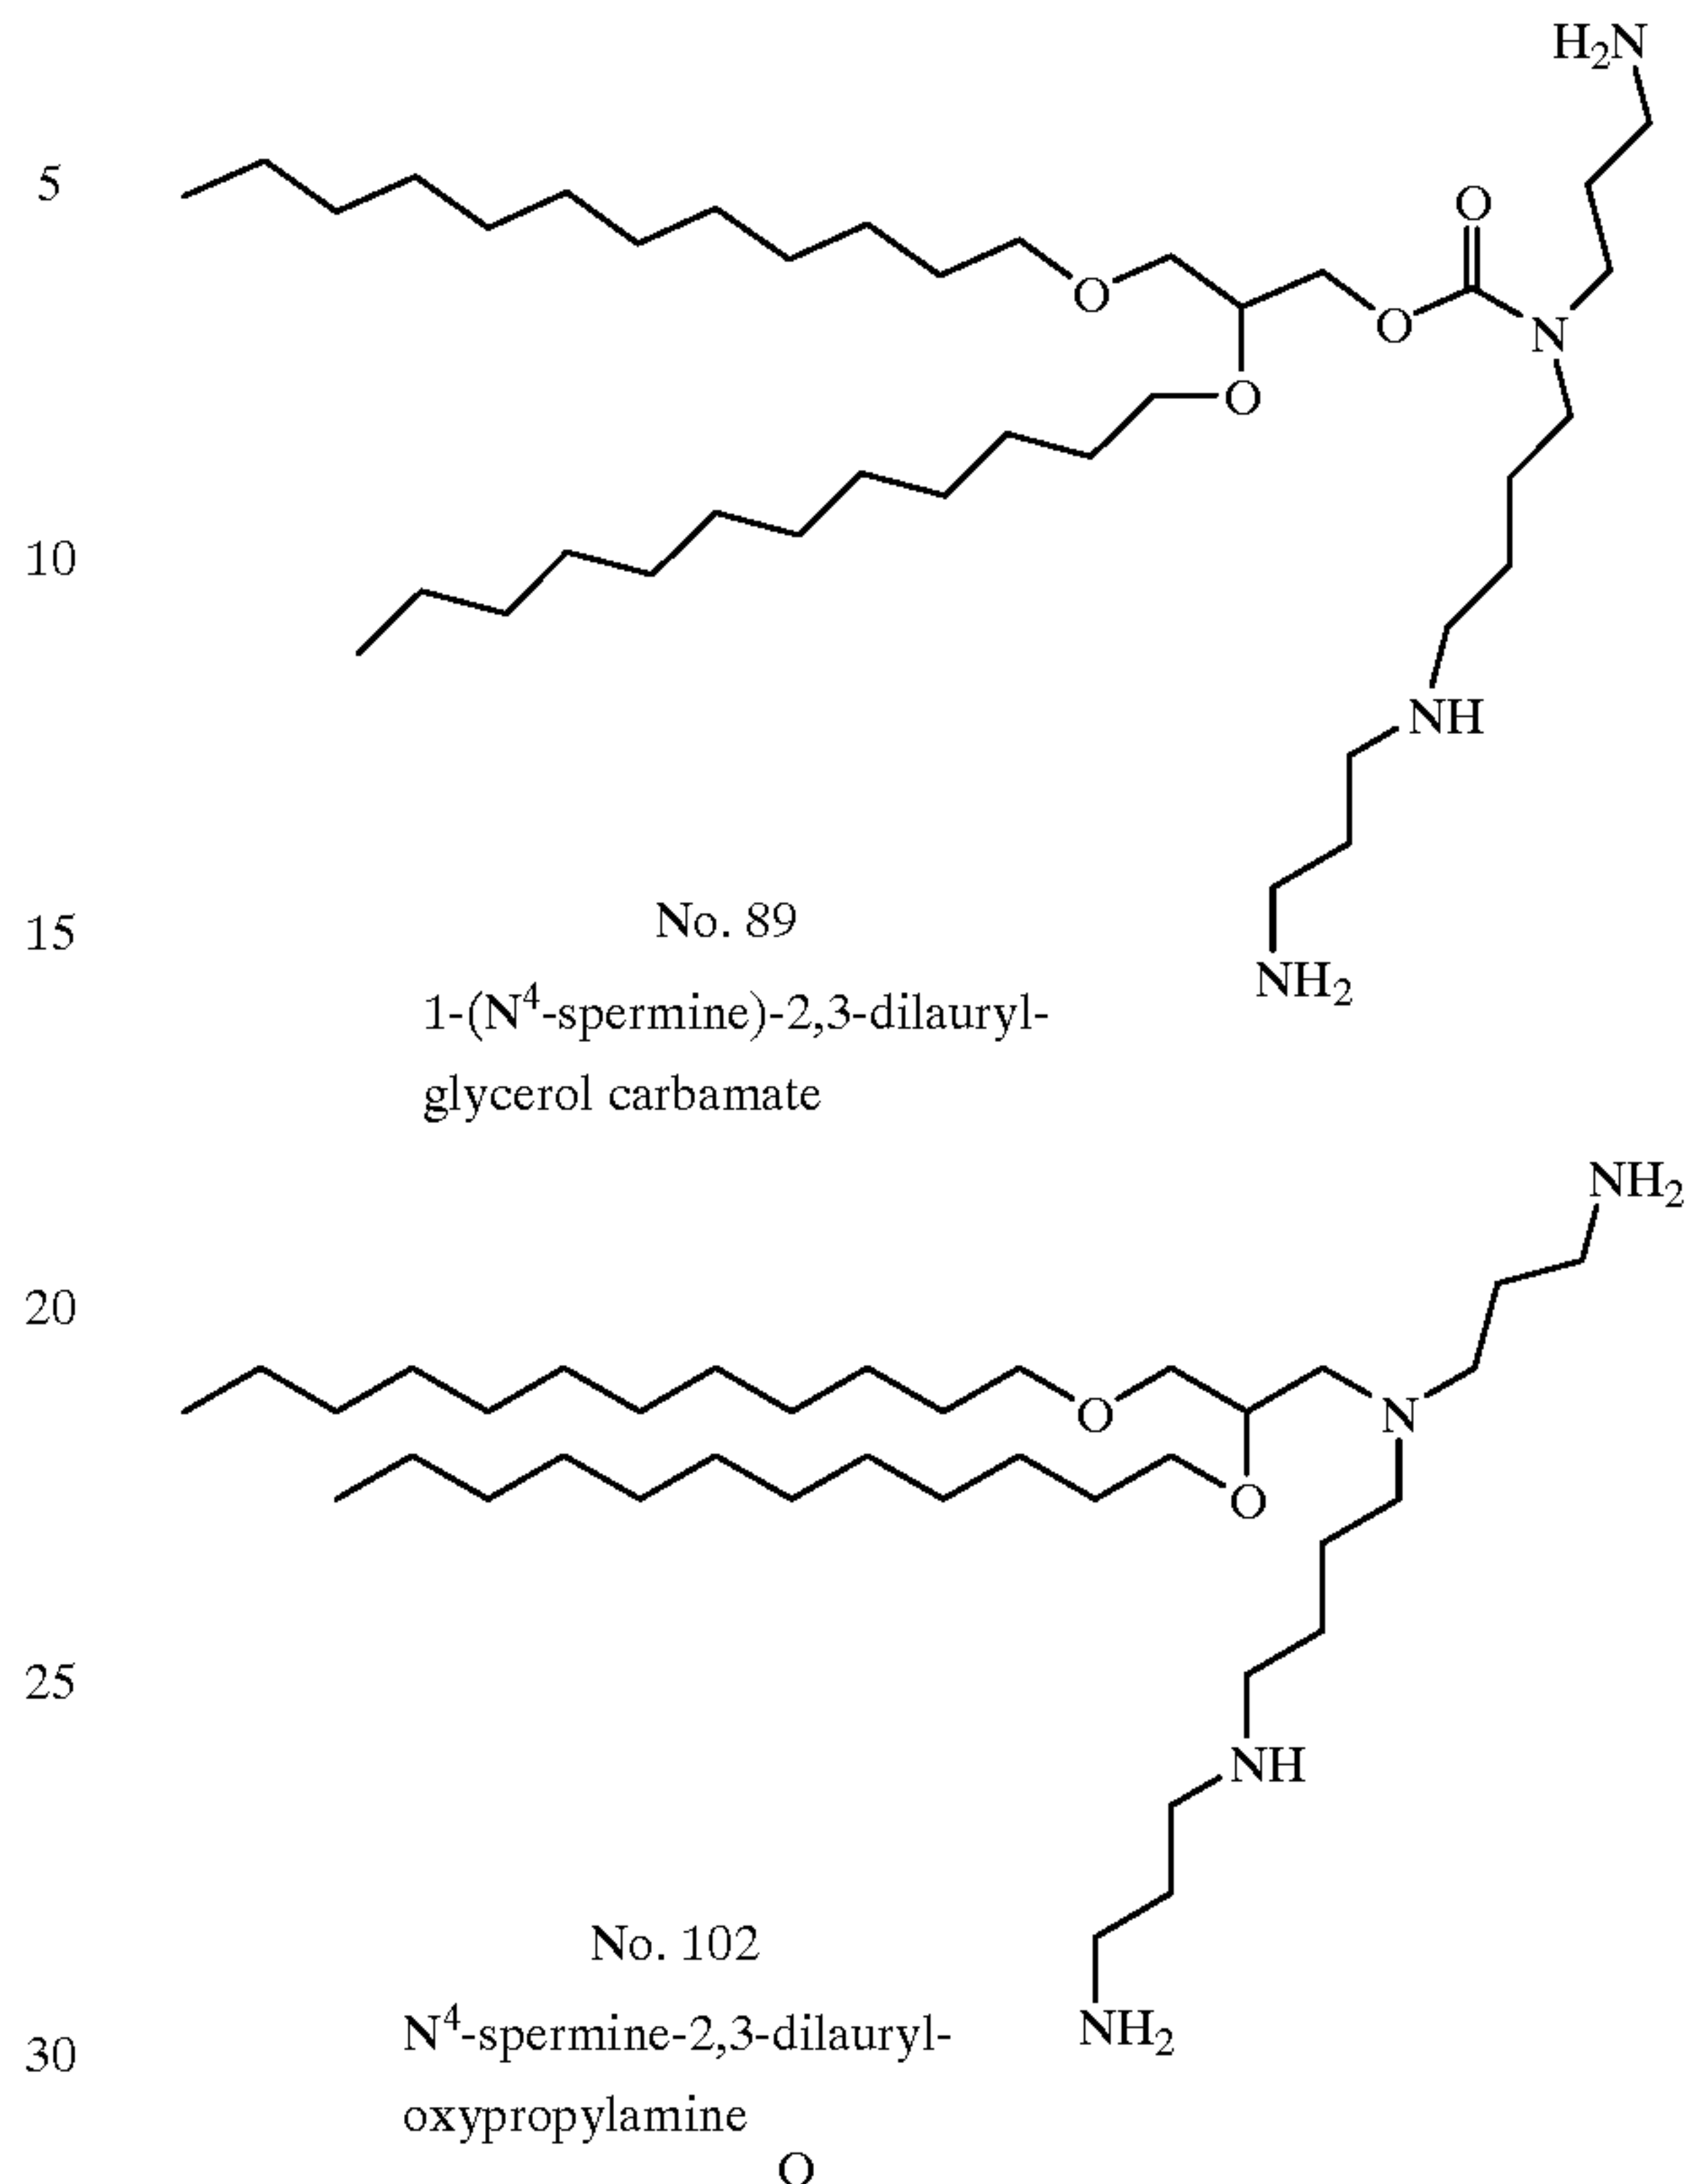 H₂N
5
O
O
O
N
O
10
NH
15
No. 89
NH₂
1-(N⁴-spermine)-2,3-dilauryl-
glycerol carbamate
NH₂
20
O
N
O
25
NH
No. 102
30
N⁴-spermine-2,3-dilauryl-
NH₂
oxypropylamine
O